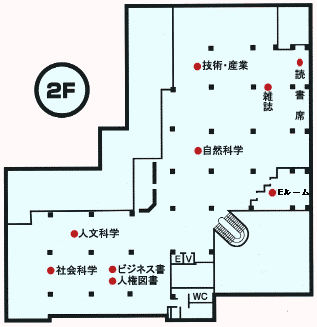 2F
技術・産業
読書席
雑誌
自然科学
Eルーム
人文科学
社会科学
ビジネス書
人権図書
EV
WC